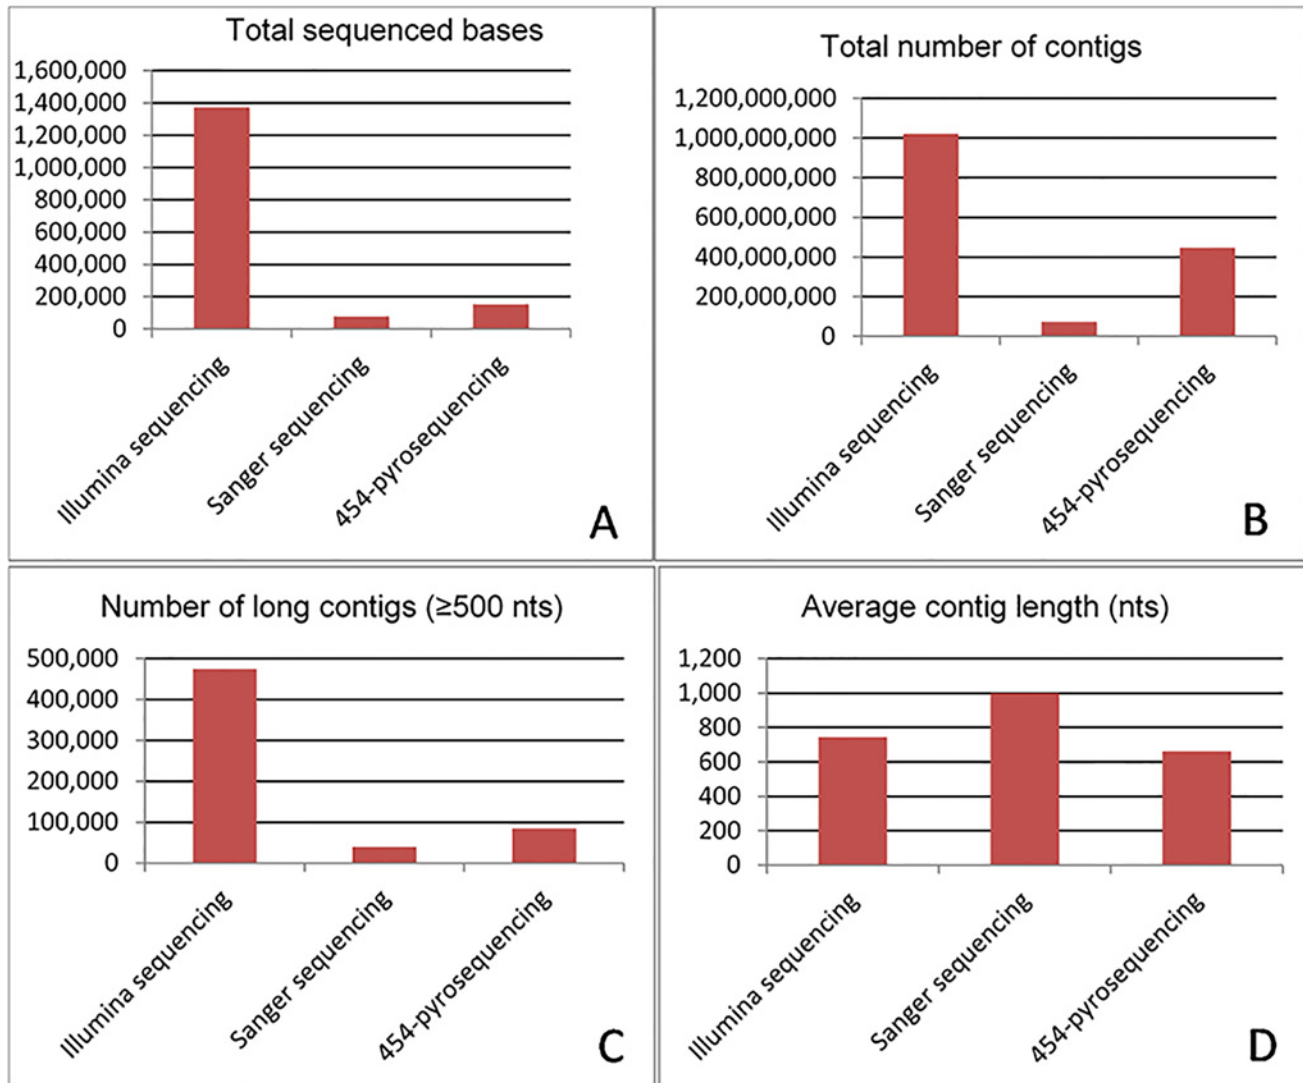 Total sequenced bases
1,600,000
1,400,000
1,200,000
1,000,000
800,000
600,000
400,000
200,000
0
Illumina sequencing
Sanger sequencing
454-pyrosequencing
A
Total number of contigs
1,200,000,000
1,000,000,000
800,000,000
600,000,000
400,000,000
200,000,000
0
Illumina sequencing
Sanger sequencing
454-pyrosequencing
B
Number of long contigs (≥500 nts)
500,000
400,000
300,000
200,000
100,000
0
Illumina sequencing
Sanger sequencing
454-pyrosequencing
C
Average contig length (nts)
1,200
1,000
800
600
400
200
0
Illumina sequencing
Sanger sequencing
454-pyrosequencing
D